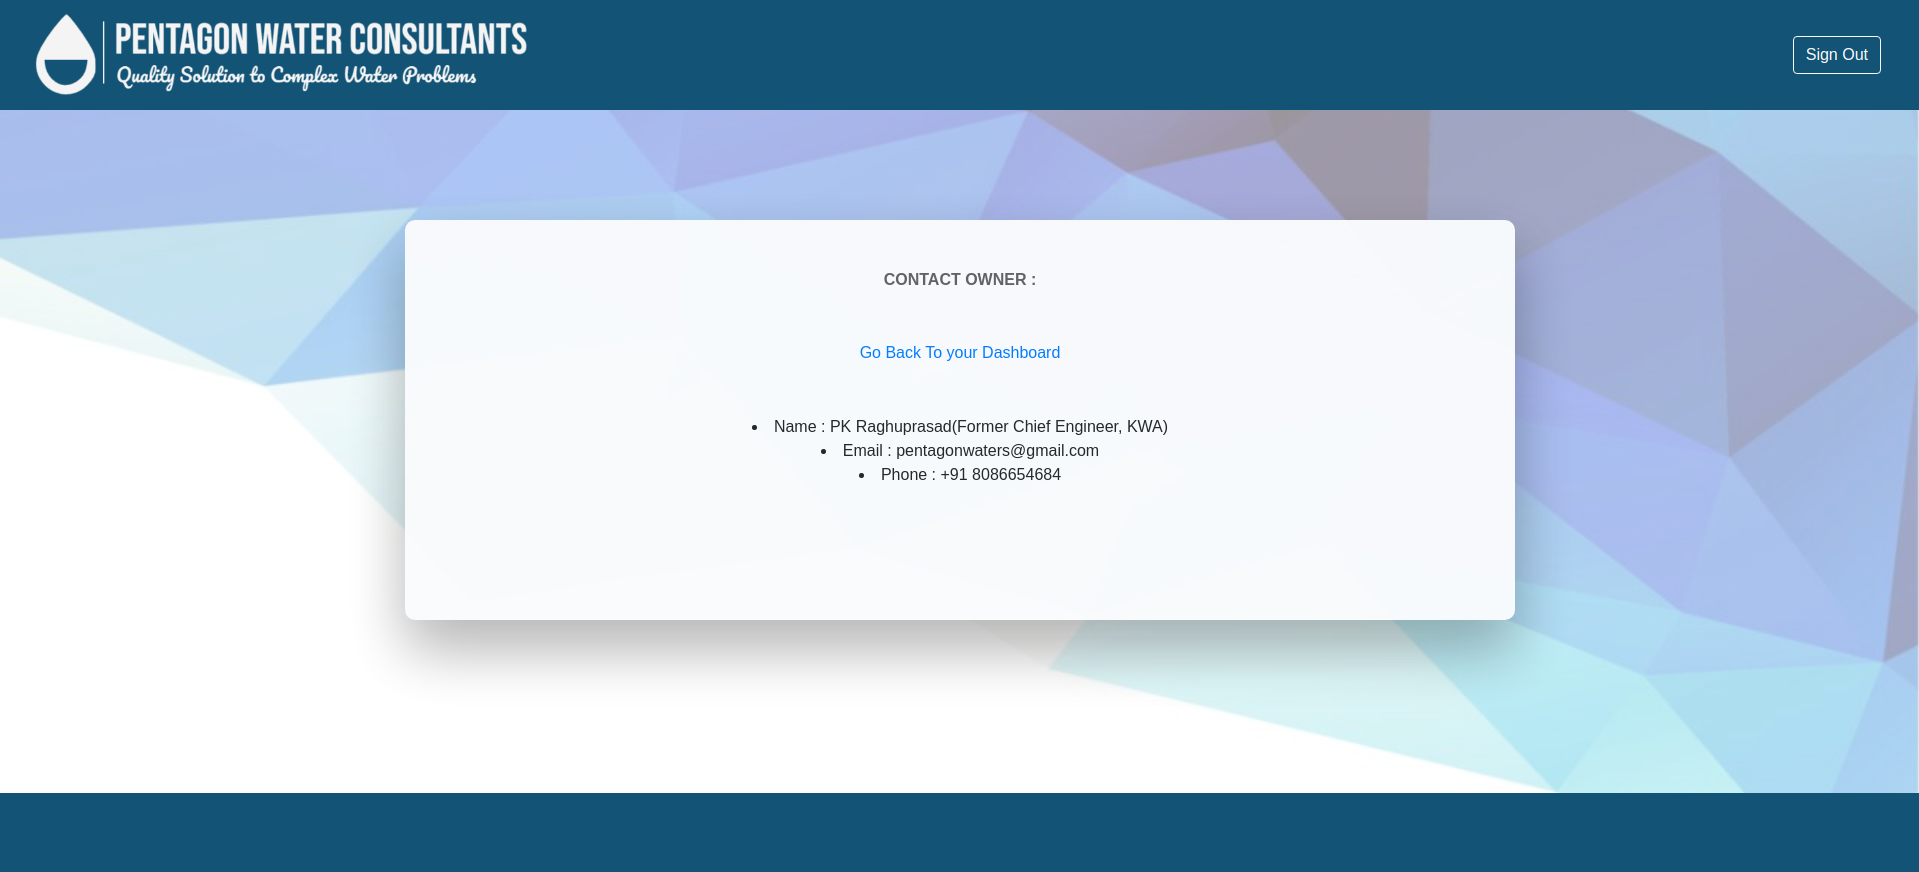 PENTAGON WATER CONSULTANTS
Quality Solution to Complex Water Problems
Sign Out
CONTACT OWNER :
Go Back To your Dashboard
Name : PK Raghuprasad(Former Chief Engineer, KWA)
Email : pentagonwaters@gmail.com
Phone : +91 8086654684